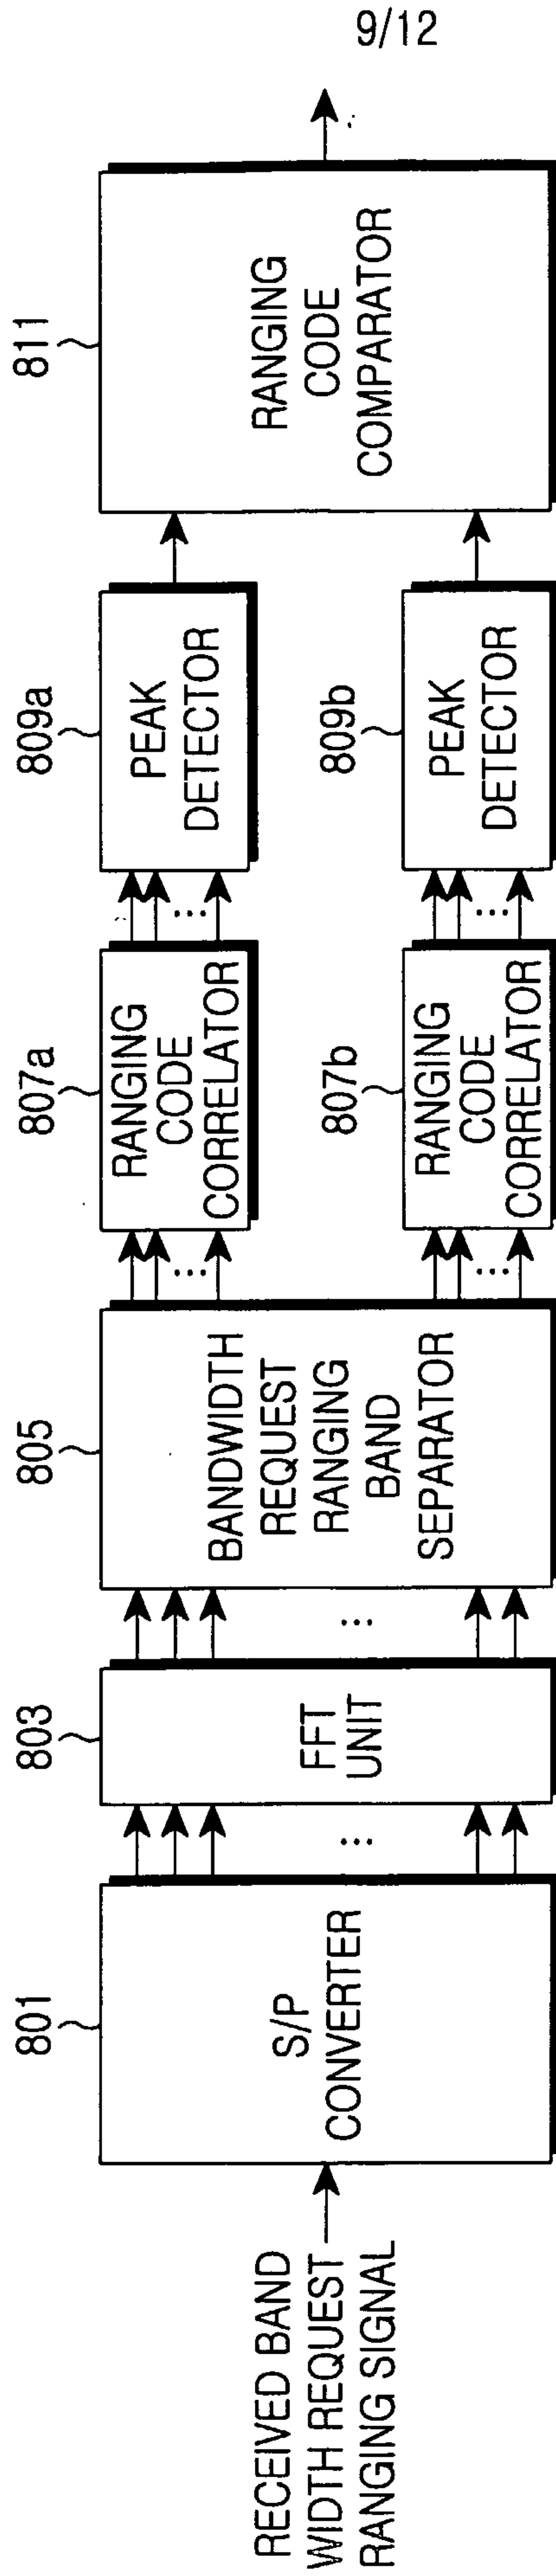 9/12
RECEIVED BAND
WIDTH REQUEST
RANGING SIGNAL
801
S/P
CONVERTER
803
FFT
UNIT
805
BANDWIDTH
REQUEST
RANGING
BAND
SEPARATOR
807a
RANGING
CODE
CORRELATOR
807b
RANGING
CODE
CORRELATOR
809a
PEAK
DETECTOR
809b
PEAK
DETECTOR
811
RANGING
CODE
COMPARATOR